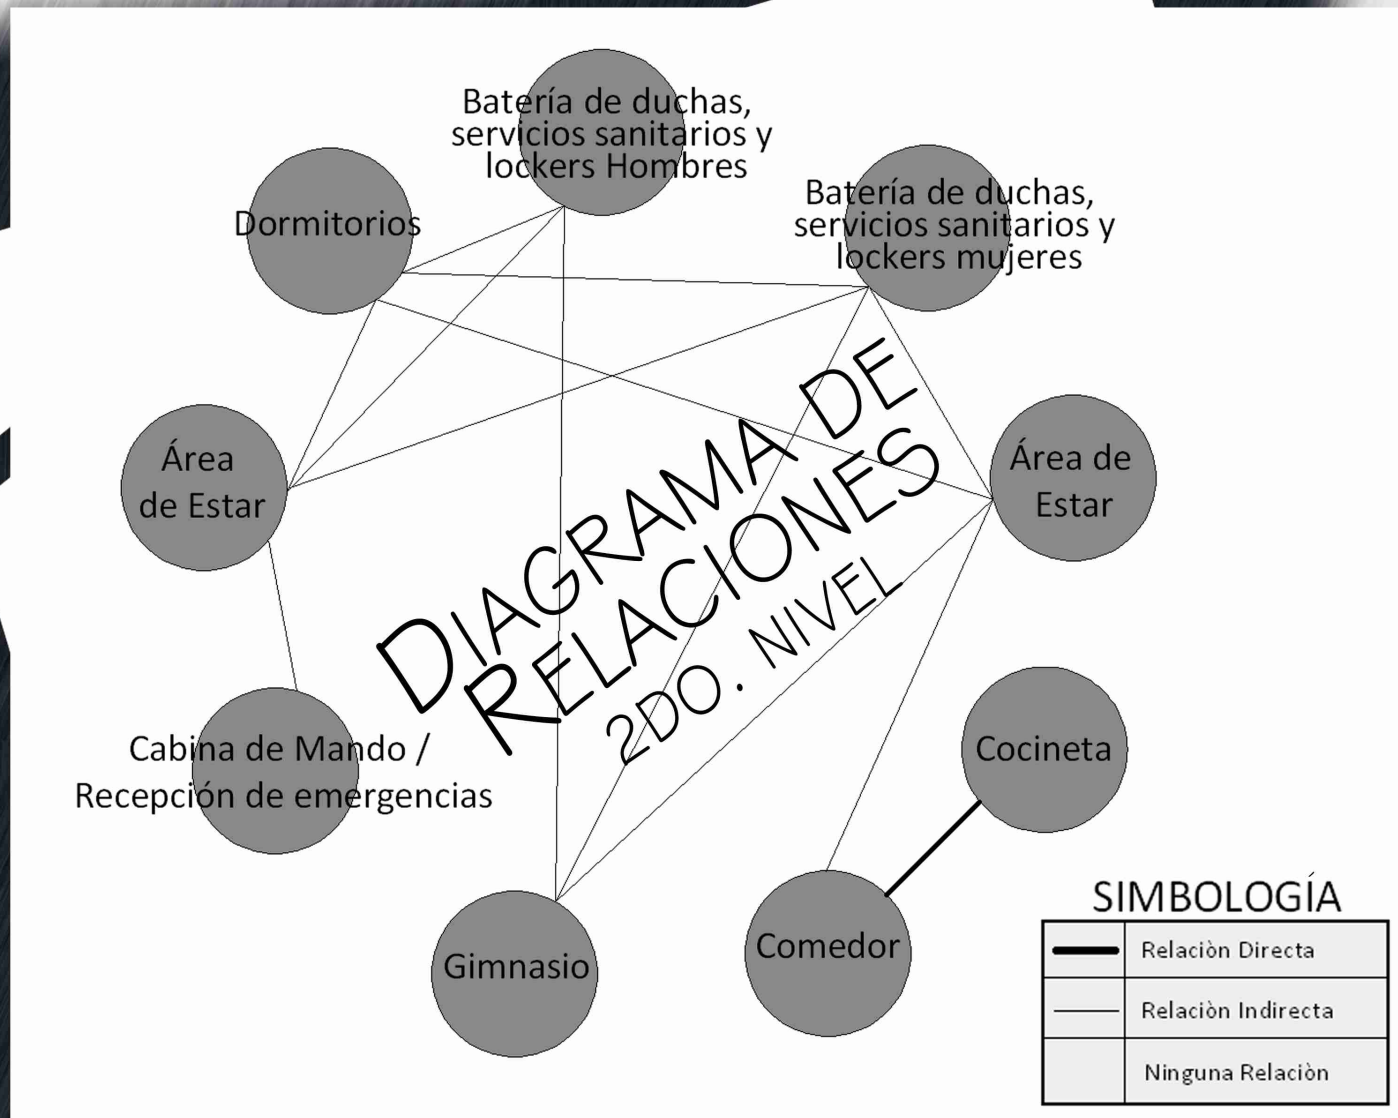 Batería de duchas,
servicios sanitarios y
lockers Hombres
Batería de duchas,
servicios sanitarios y
lockers mujeres
Dormitorios
Área
de Estar
Área de
Estar
DIAGRAMA DE
RELACIONES
2DO. NIVEL
Cabina de Mando /
Recepción de emergencias
Cocineta
Gimnasio
Comedor
SIMBOLOGÍA
Relaciòn Directa
Relaciòn Indirecta
Ninguna Relaciòn